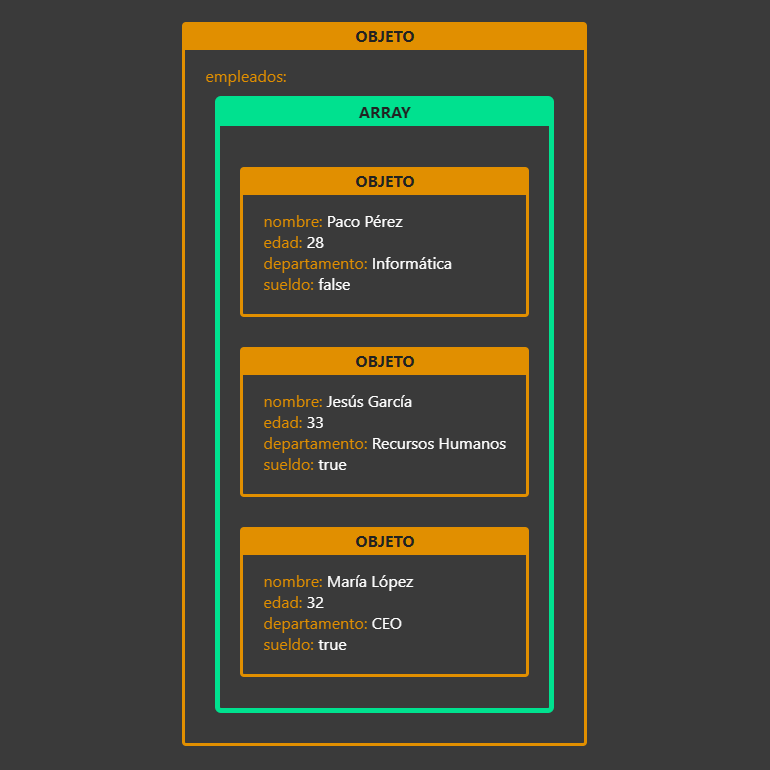 OBJETO
empleados:
ARRAY
OBJETO
nombre: Paco Pérez
edad: 28
departamento: Informática
sueldo: false
OBJETO
nombre: Jesús García
edad: 33
departamento: Recursos Humanos
sueldo: true
OBJETO
nombre: María López
edad: 32
departamento: CEO
sueldo: true